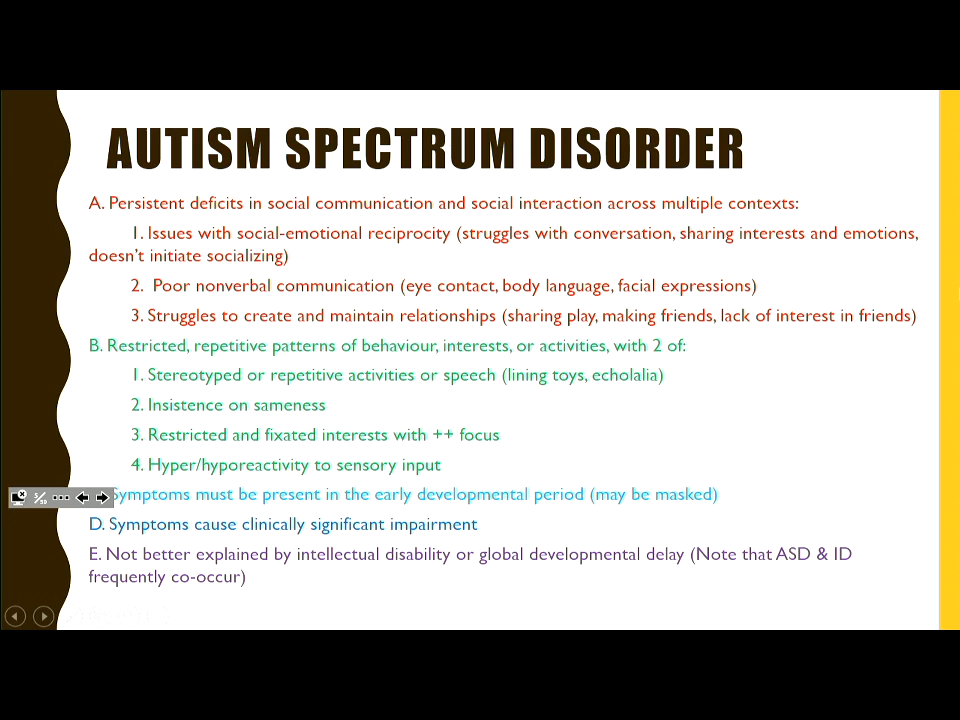 AUTISM SPECTRUM DISORDER
A. Persistent deficits in social communication and social interaction across multiple contexts:
1. Issues with social-emotional reciprocity (struggles with conversation, sharing interests and emotions,
doesn't initiate socializing)
2. Poor nonverbal communication (eye contact, body language, facial expressions)
3. Struggles to create and maintain relationships (sharing play, making friends, lack of interest in friends)
B. Restricted, repetitive patterns of behaviour, interests, or activities, with 2 of:
1. Stereotyped or repetitive activities or speech (lining toys, echolalia)
2. Insistence on sameness
3. Restricted and fixated interests with ++ focus
4. Hyper/hyporeactivity to sensory input
Symptoms must be present in the early developmental period (may be masked)
D. Symptoms cause clinically significant impairment
E. Not better explained by intellectual disability or global developmental delay (Note that ASD & ID
frequently co-occur)